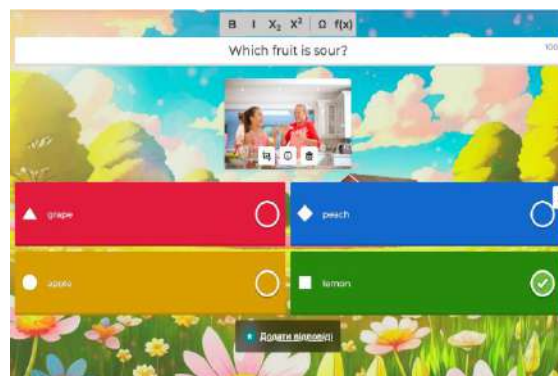 B I X₂ X² Ω f(x)
Which fruit is sour?
100
grape
peach
apple
lemon
Додати відповіді